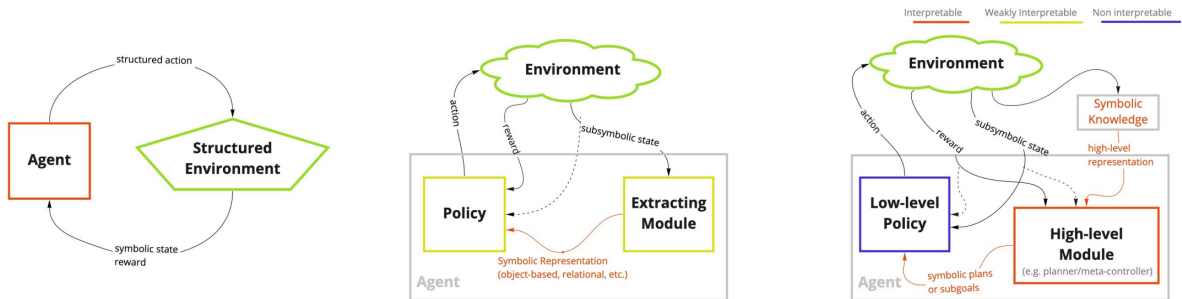 structured action
Agent
Structured
Environment
symbolic state
reward
Environment
action
reward
subsymbolic state
Policy
Extracting
Module
Symbolic Representation
(object-based, relational, etc.)
Agent
Interpretable
Weakly Interpretable
Non interpretable
Environment
action
reward
subsymbolic state
Symbolic
Knowledge
high-level
representation
Low-level
Policy
High-level
Module
(e.g. planner/meta-controller)
symbolic plans
or subgoals
Agent